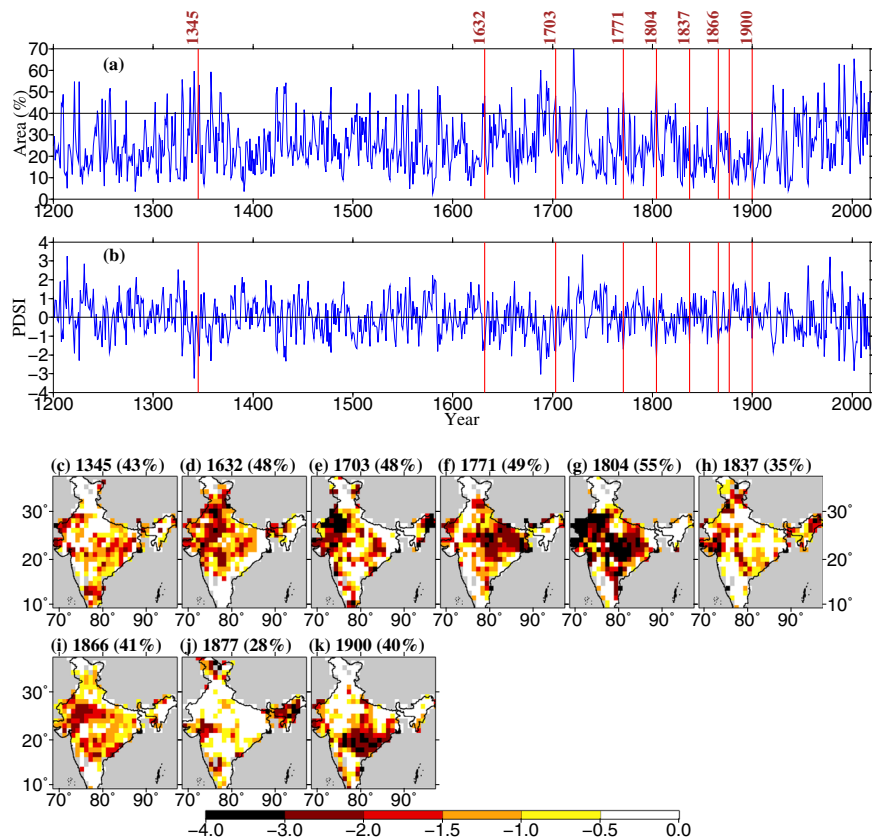 1345 1632 1703 1771 1804 1837 1866 1900
(a)
Area (%)
70
60
50
40
30
20
10
0
1200 1300 1400 1500 1600 1700 1800 1900 2000
(b)
PDSI
4
3
2
1
0
−1
−2
−3
−4
1200 1300 1400 1500 1600 1700 1800 1900 2000
Year
(c) 1345 (43%) (d) 1632 (48%) (e) 1703 (48%) (f) 1771 (49%) (g) 1804 (55%) (h) 1837 (35%)
30°
20°
10°
70° 80° 90° 70° 80° 90° 70° 80° 90° 70° 80° 90° 70° 80° 90° 70° 80° 90°
30°
20°
10°
(i) 1866 (41%) (j) 1877 (28%) (k) 1900 (40%)
30°
20°
10°
70° 80° 90° 70° 80° 90° 70° 80° 90°
−4.0 −3.0 −2.0 −1.5 −1.0 −0.5 0.0